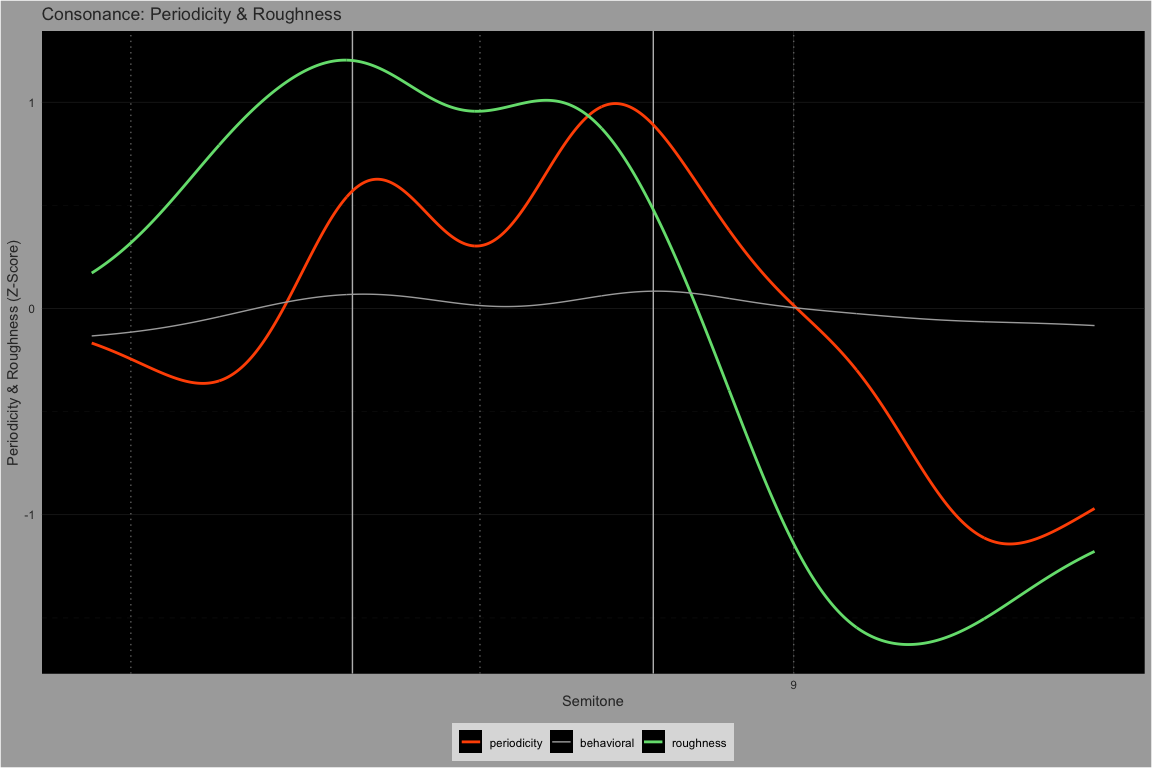 Consonance: Periodicity & Roughness
Periodicity & Roughness (Z-Score)
1
0
-1
9
Semitone
periodicity behavioral roughness